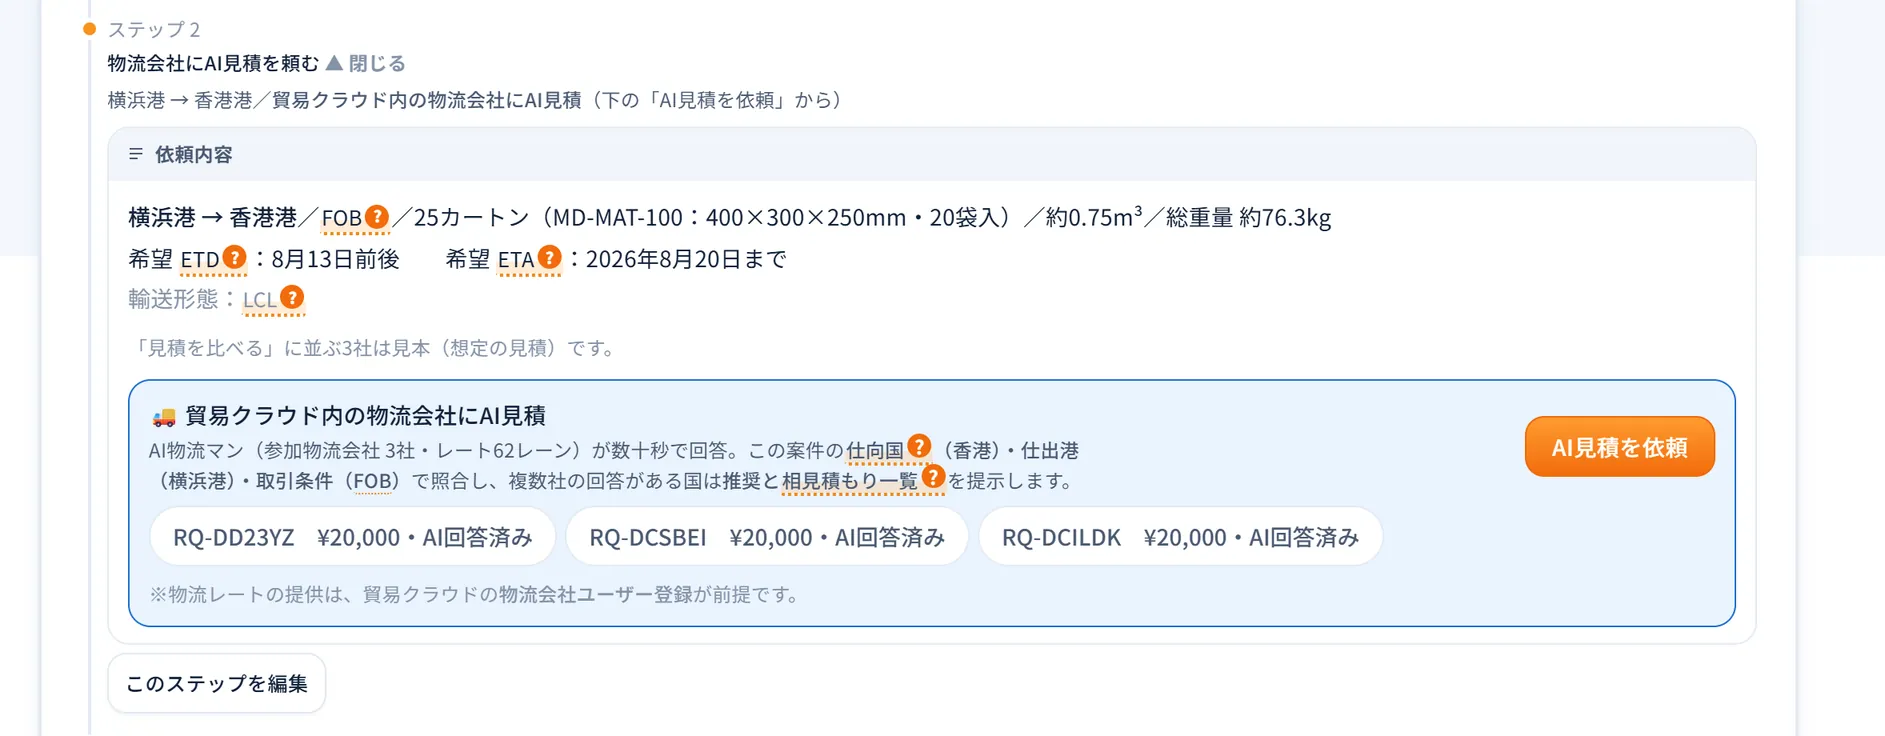 ステップ 2
物流会社にAI見積を頼む ▲ 閉じる
横浜港 → 香港港／貿易クラウド内の物流会社にAI見積（下の「AI見積を依頼」から）
依頼内容
横浜港 → 香港港／FOB?／25カートン（MD-MAT-100：400×300×250mm・20袋入）／約0.75m³／総重量 約76.3kg
希望 ETD?：8月13日前後　希望 ETA?：2026年8月20日まで
輸送形態：LCL?
「見積を比べる」に並ぶ3社は見本（想定の見積）です。
貿易クラウド内の物流会社にAI見積
AI物流マン（参加物流会社 3社・レート62レーン）が数十秒で回答。この案件の仕向国?（香港）・仕出港
（横浜港）・取引条件（FOB）で照合し、複数社の回答がある国は推奨と相見積もり一覧?を提示します。
AI見積を依頼
RQ-DD23YZ　¥20,000・AI回答済み
RQ-DCSBEI　¥20,000・AI回答済み
RQ-DCILDK　¥20,000・AI回答済み
※物流レートの提供は、貿易クラウドの物流会社ユーザー登録が前提です。
このステップを編集